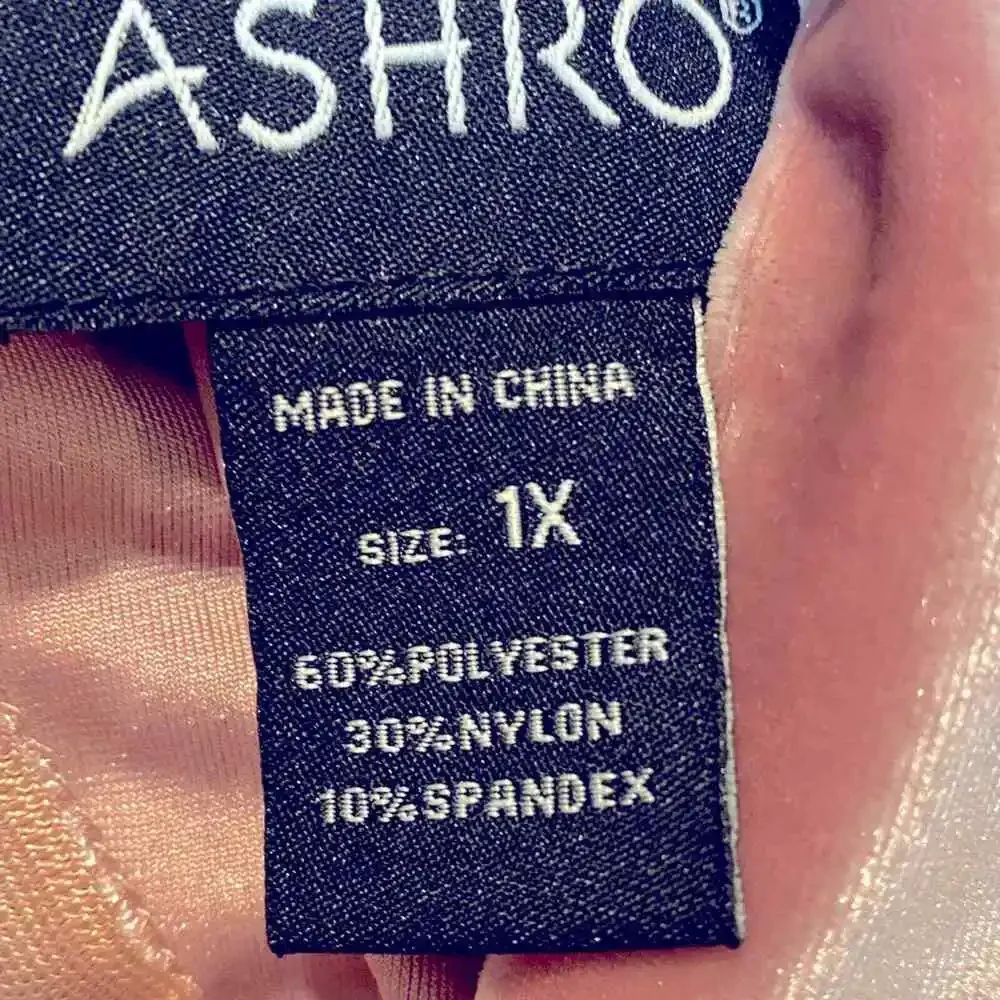 ASHRO®
MADE IN CHINA
SIZE: 1X
60%POLYESTER
30%NYLON
10%SPANDEX